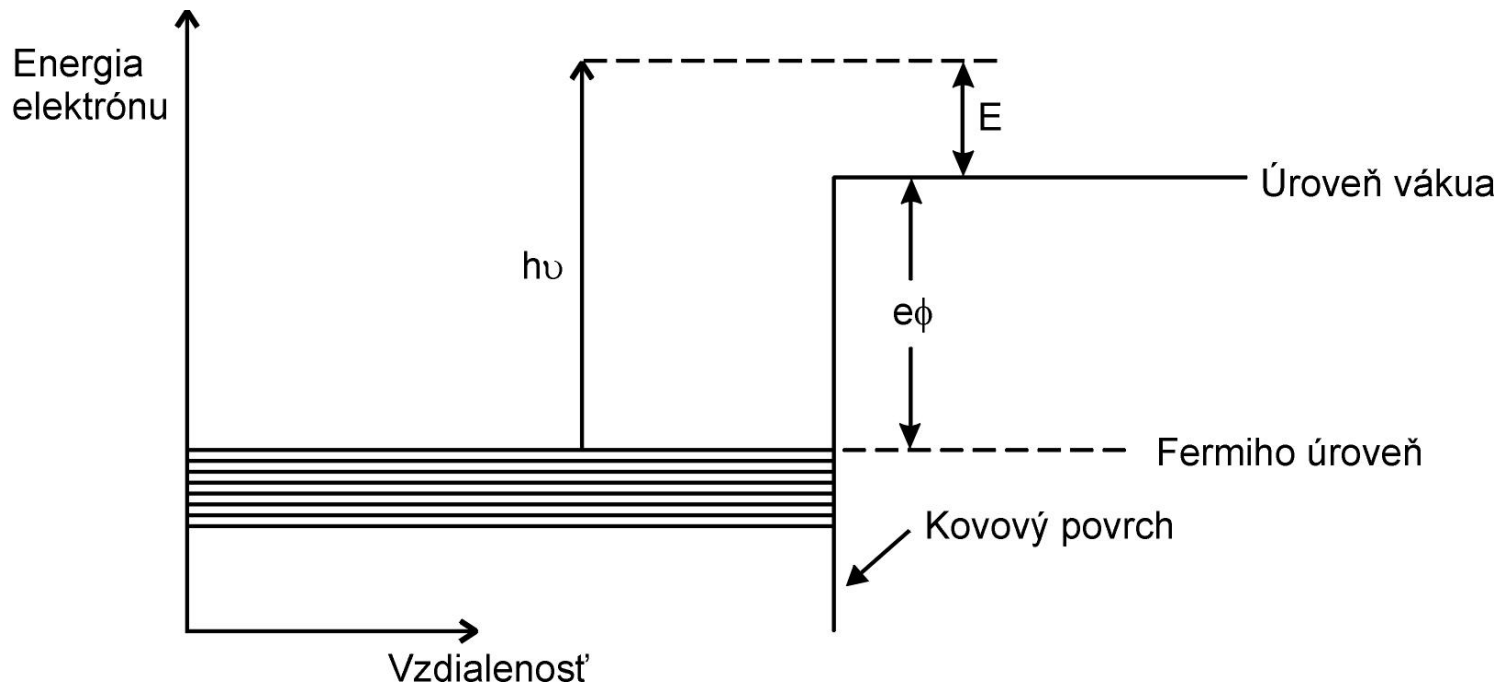 Energia
elektrónu
E
Úroveň vákua
hυ
eϕ
Fermiho úroveň
Kovový povrch
Vzdialenosť